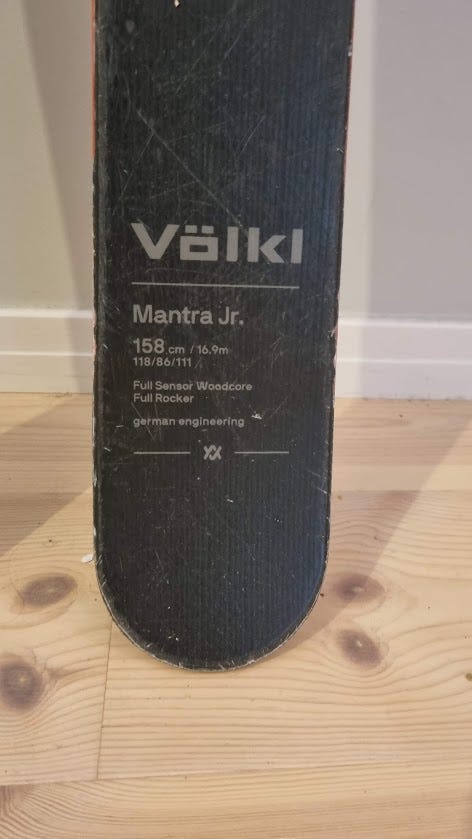 Völkl
Mantra Jr.
158 cm / 16.9m
118/86/111
Full Sensor Woodcore
Full Rocker
german engineering